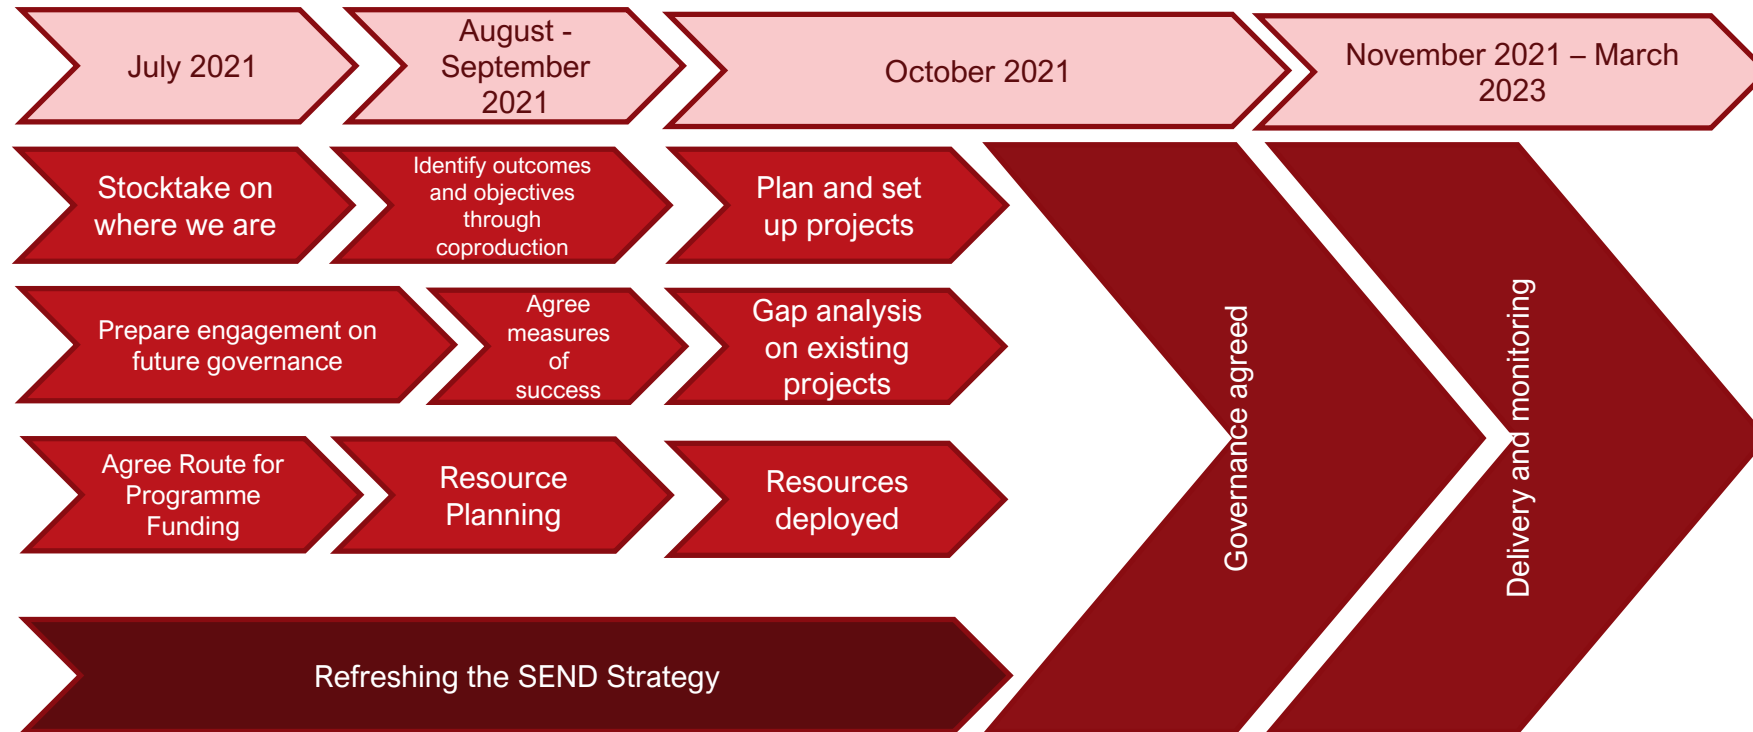 July 2021
August -
September
2021
October 2021
November 2021 – March
2023
Stocktake on
where we are
Identify outcomes
and objectives
through
coproduction
Plan and set
up projects
Prepare engagement on
future governance
Agree
measures
of
success
Gap analysis
on existing
projects
Agree Route for
Programme
Funding
Resource
Planning
Resources
deployed
Refreshing the SEND Strategy
Governance agreed
Delivery and monitoring